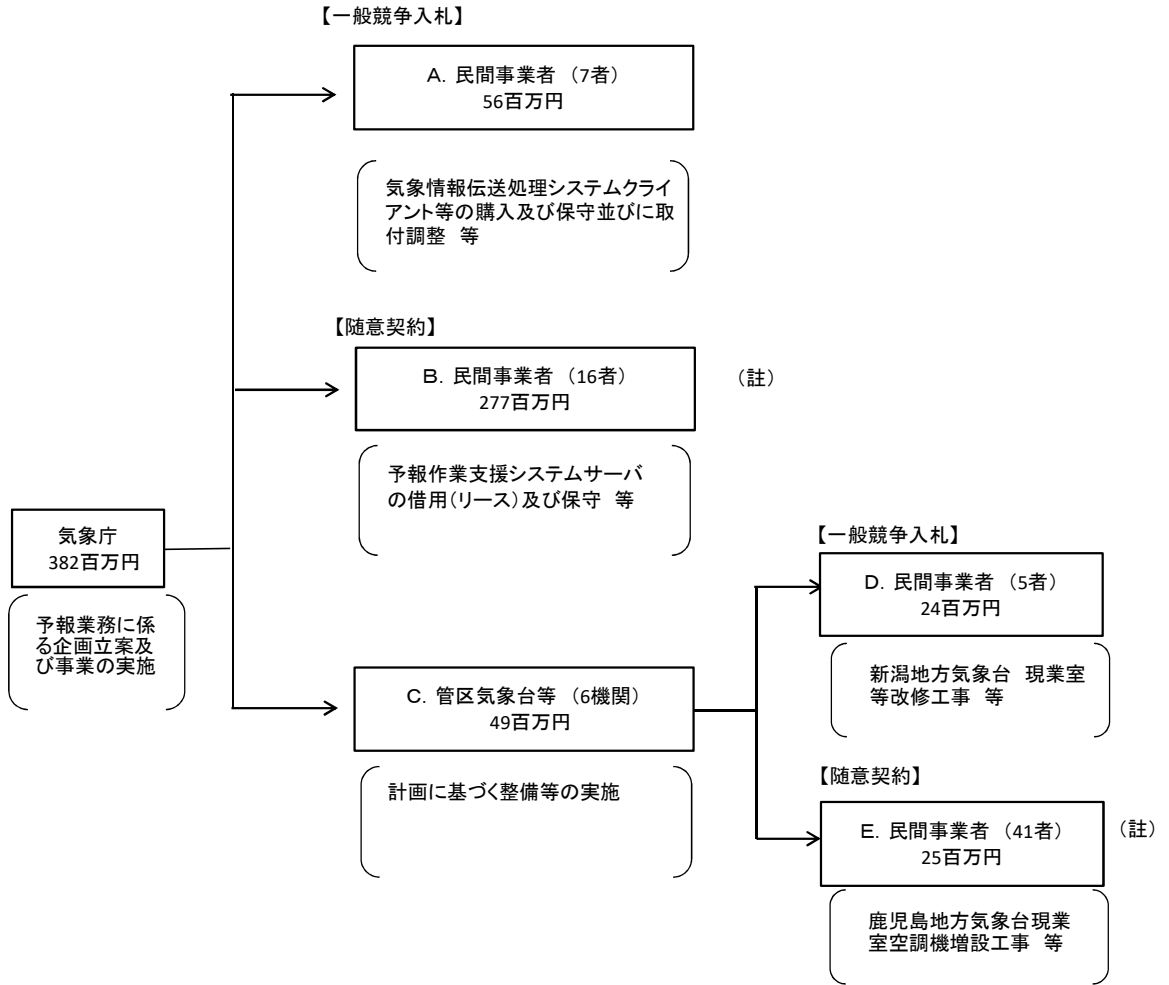 【一般競争入札】
A. 民間事業者 （7者）
56百万円
気象情報伝送処理システムクライ
アント等の購入及び保守並びに取
付調整 等
【随意契約】
B. 民間事業者 （16者）
277百万円
（註）
予報作業支援システムサーバ
の借用（リース）及び保守 等
気象庁
382百万円
予報業務に係
る企画立案及
び事業の実施
C. 管区気象台等 （6機関）
49百万円
計画に基づく整備等の実施
【一般競争入札】
D. 民間事業者 （5者）
24百万円
新潟地方気象台 現業室
等改修工事 等
【随意契約】
E. 民間事業者 （41者）
25百万円
（註）
鹿児島地方気象台現業
室空調機増設工事 等